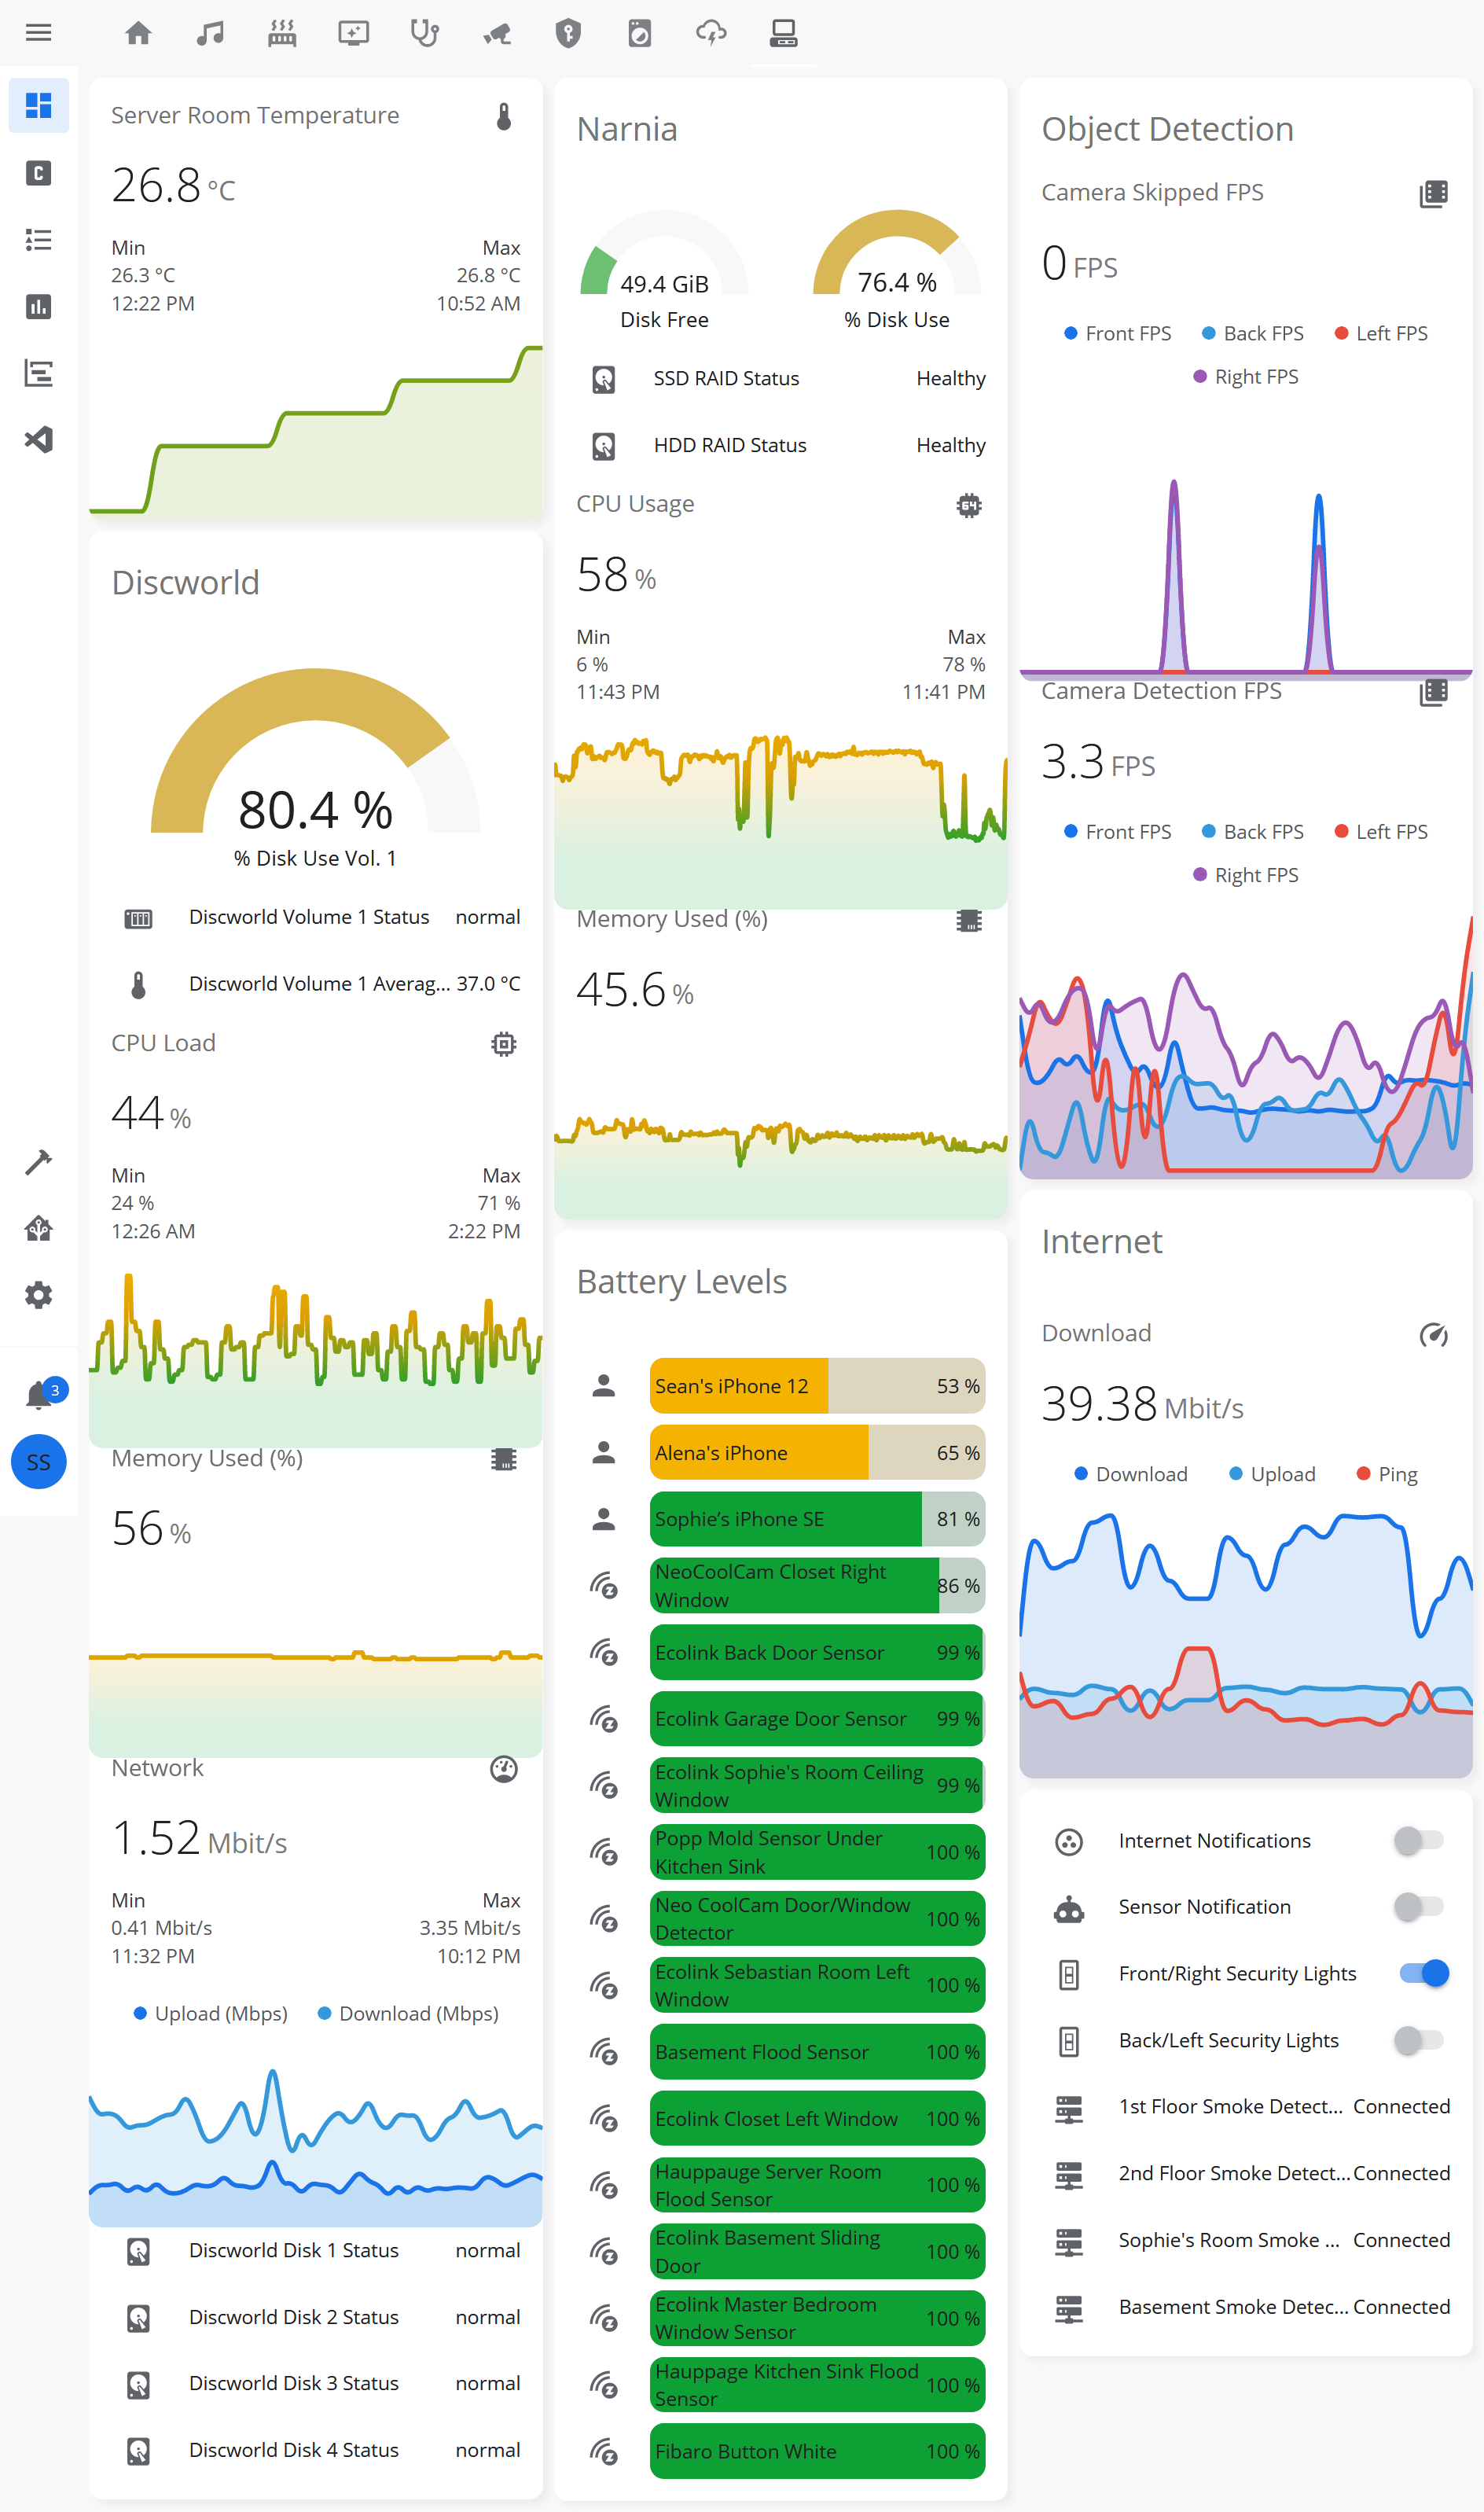 C
3
SS
Server Room Temperature
26.8 °C
Min Max
26.3 °C 26.8 °C
12:22 PM 10:52 AM
Discworld
80.4 %
% Disk Use Vol. 1
Discworld Volume 1 Status normal
Discworld Volume 1 Averag... 37.0 °C
CPU Load
44 %
Min Max
24 % 71 %
12:26 AM 2:22 PM
Memory Used (%)
56 %
Network
1.52 Mbit/s
Min Max
0.41 Mbit/s 3.35 Mbit/s
11:32 PM 10:12 PM
Upload (Mbps) Download (Mbps)
Discworld Disk 1 Status normal
Discworld Disk 2 Status normal
Discworld Disk 3 Status normal
Discworld Disk 4 Status normal
Narnia
49.4 GiB 76.4 %
Disk Free % Disk Use
SSD RAID Status Healthy
HDD RAID Status Healthy
CPU Usage
64
58 %
Min Max
6 % 78 %
11:43 PM 11:41 PM
Memory Used (%)
45.6 %
Battery Levels
Sean's iPhone 12 53 %
Alena's iPhone 65 %
Sophie’s iPhone SE 81 %
NeoCoolCam Closet Right
Window 86 %
Ecolink Back Door Sensor 99 %
Ecolink Garage Door Sensor 99 %
Ecolink Sophie's Room Ceiling
Window 99 %
Popp Mold Sensor Under
Kitchen Sink 100 %
Neo CoolCam Door/Window
Detector 100 %
Ecolink Sebastian Room Left
Window 100 %
Basement Flood Sensor 100 %
Ecolink Closet Left Window 100 %
Hauppauge Server Room
Flood Sensor 100 %
Ecolink Basement Sliding
Door 100 %
Ecolink Master Bedroom
Window Sensor 100 %
Hauppage Kitchen Sink Flood
Sensor 100 %
Fibaro Button White 100 %
Object Detection
Camera Skipped FPS
0 FPS
Front FPS Back FPS Left FPS
Right FPS
Camera Detection FPS
3.3 FPS
Front FPS Back FPS Left FPS
Right FPS
Internet
Download
39.38 Mbit/s
Download Upload Ping
Internet Notifications
Sensor Notification
Front/Right Security Lights
Back/Left Security Lights
1st Floor Smoke Detect... Connected
2nd Floor Smoke Detect... Connected
Sophie's Room Smoke ... Connected
Basement Smoke Detec... Connected